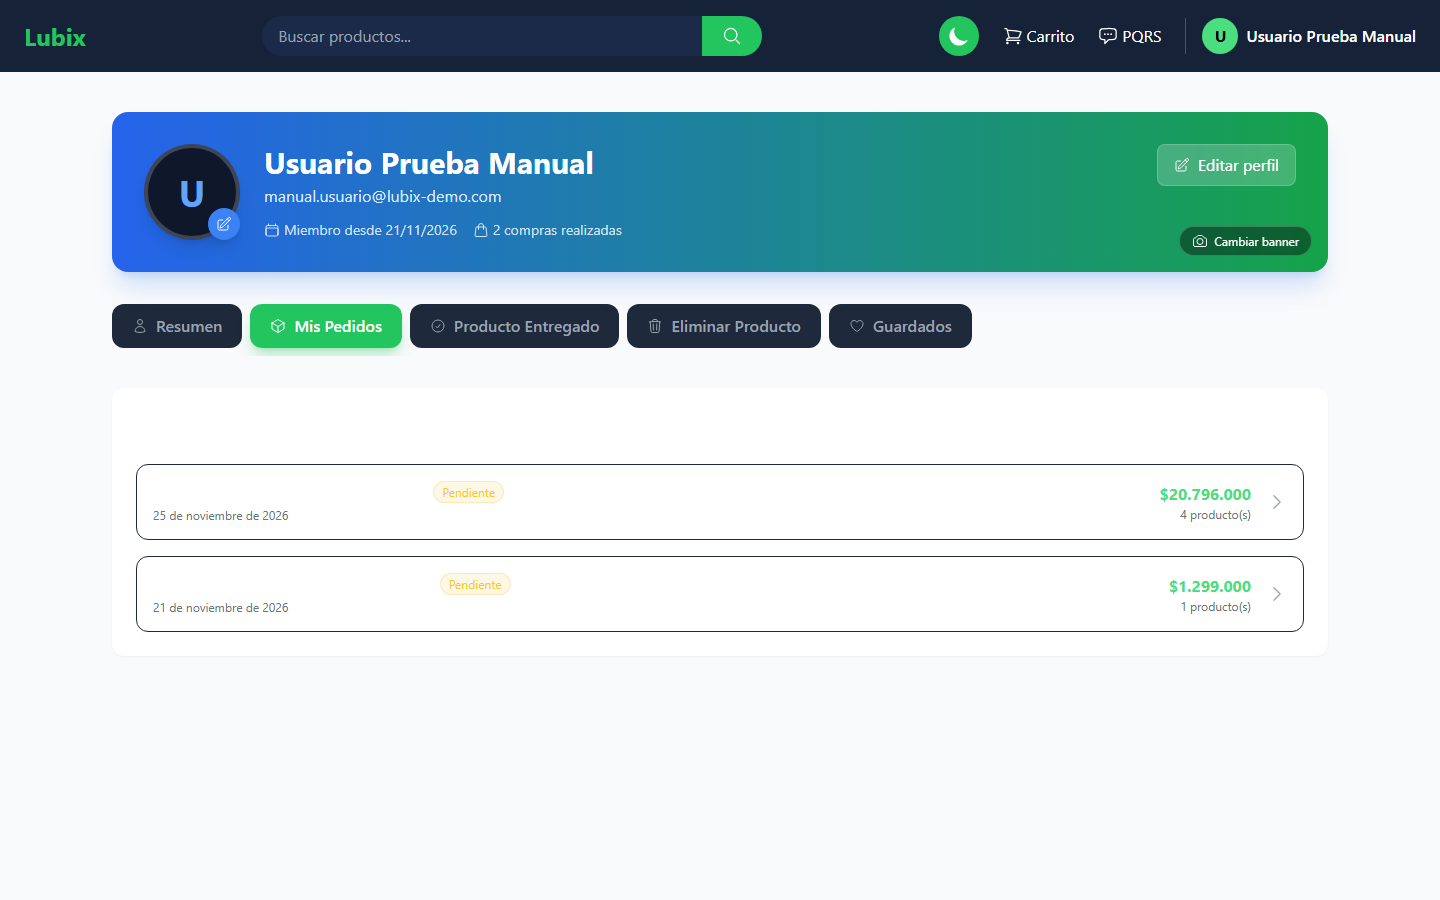 Lubix
Buscar productos...
Carrito
PQRS
U
Usuario Prueba Manual
U
Usuario Prueba Manual
manual.usuario@lubix-demo.com
Miembro desde 21/11/2026
2 compras realizadas
Editar perfil
Cambiar banner
Resumen
Mis Pedidos
Producto Entregado
Eliminar Producto
Guardados
Pendiente
25 de noviembre de 2026
$20.796.000
4 producto(s)
Pendiente
21 de noviembre de 2026
$1.299.000
1 producto(s)